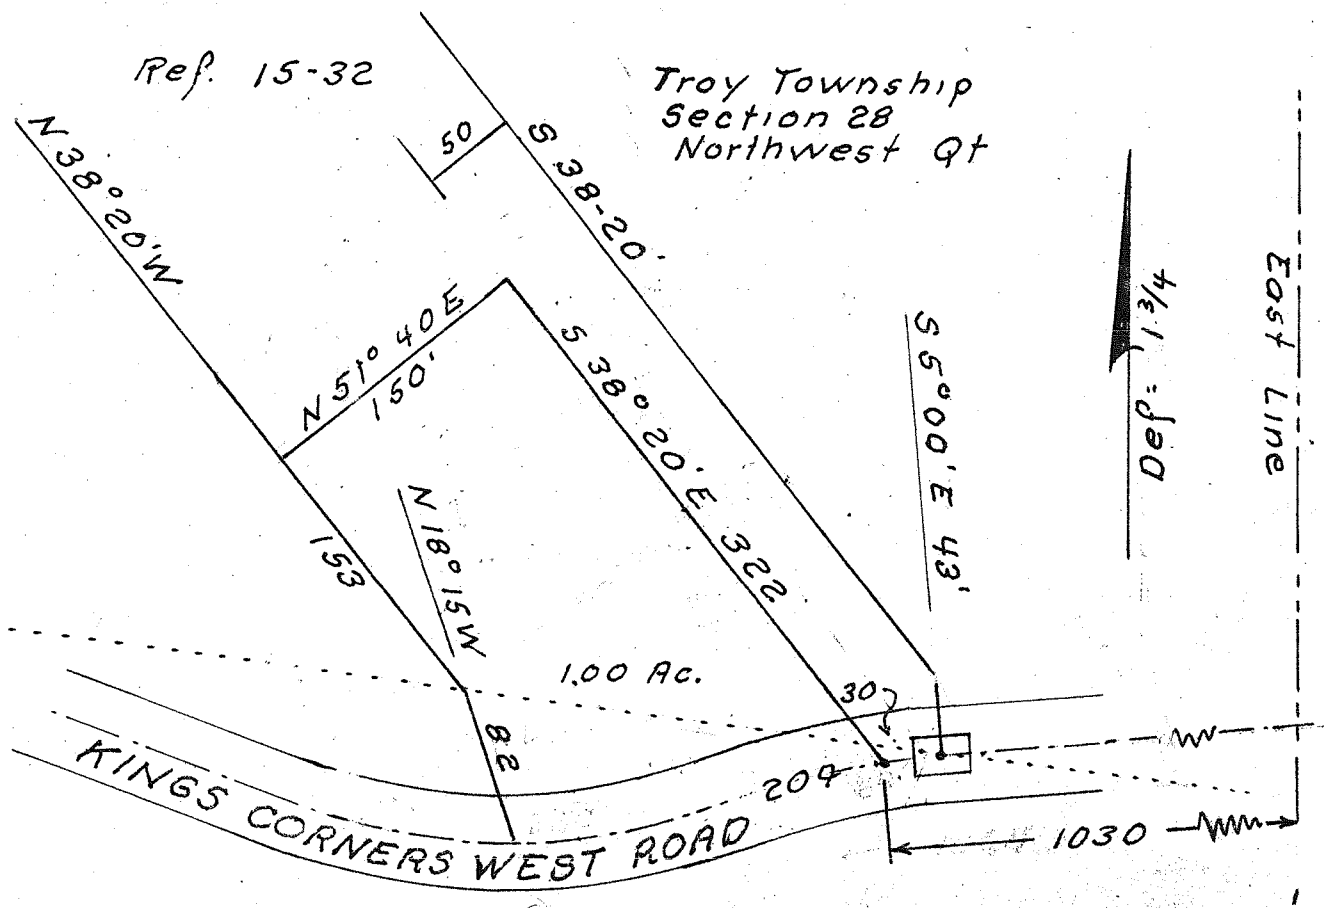 Ref. 15-32
Troy Township
Section 28
Northwest Qt
50
S 38-20'
N 38° 20' W
N 51° 40 E
150'
S 38° 20' E 322
S 5° 00' E 43'
Def = 1 3/4
East Line
153
N 18° 15 W
1.00 Ac.
30
82
209
KINGS CORNERS WEST ROAD
1030